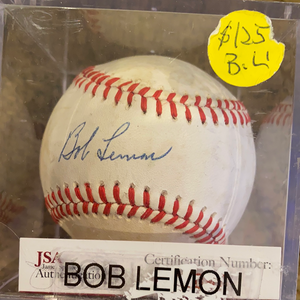 $125
B.L.
Bob Lemon
JSA Certification Number:
Authentication
BOB LEMON